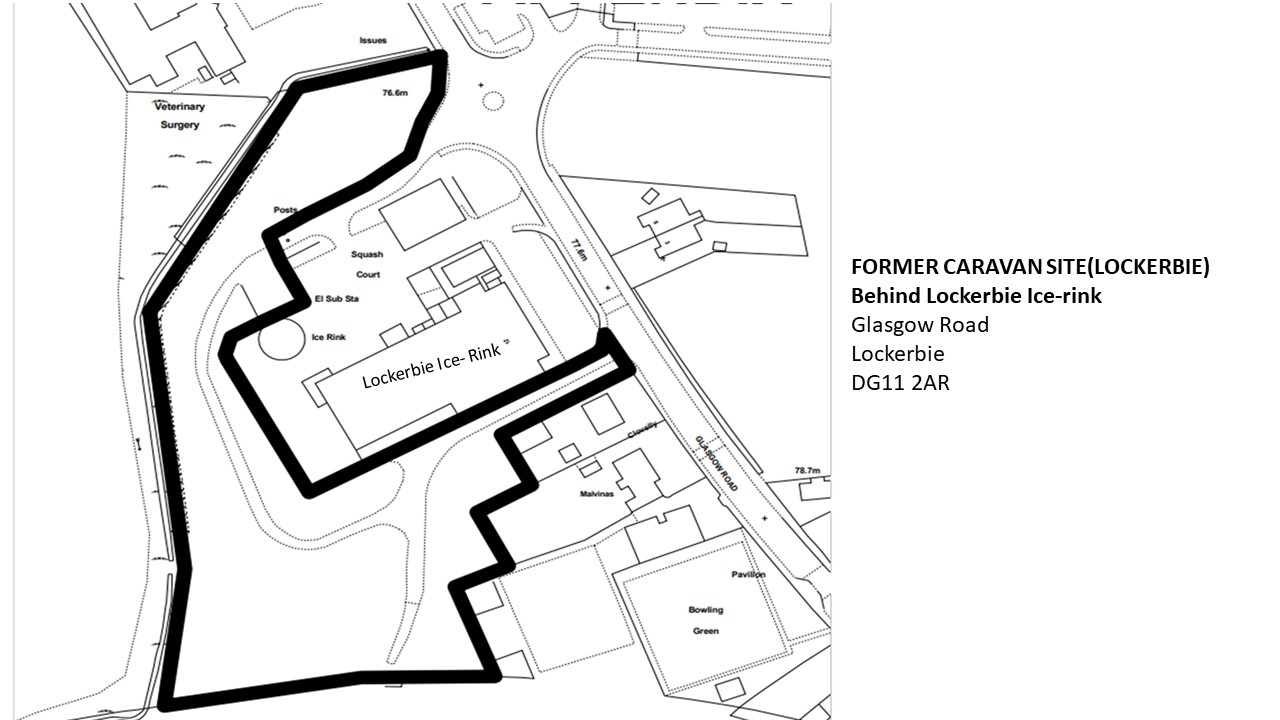 Issues
76.6m
Veterinary
Surgery
Posts
Squash
Court
El Sub Sta
Ice Rink
Lockerbie Ice- Rink
77.6m
GLASGOW ROAD
Clovelly
Malvinas
78.7m
Pavilion
Bowling
Green
FORMER CARAVAN SITE(LOCKERBIE)
Behind Lockerbie Ice-rink
Glasgow Road
Lockerbie
DG11 2AR